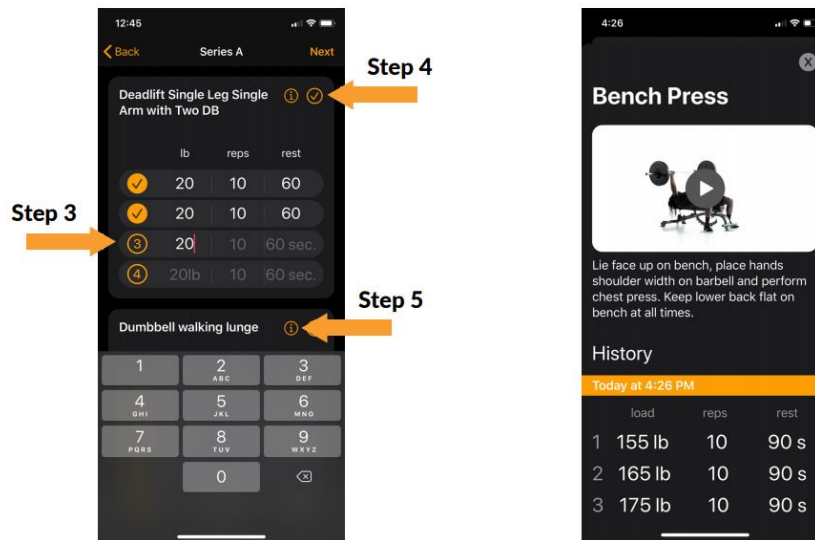 12:45
Back Series A Next
Step 4
Deadlift Single Leg Single
Arm with Two DB
lb reps rest
20 10 60
20 10 60
Step 3
3 20 10 60 sec.
4 20lb 10 60 sec.
Step 5
Dumbbell walking lunge
1 2 3
ABC DEF
4 5 6
GHI JKL MNO
7 8 9
PQRS TUV WXYZ
0
4:26
X
Bench Press
Lie face up on bench, place hands
shoulder width on barbell and perform
chest press. Keep lower back flat on
bench at all times.
History
Today at 4:26 PM
load reps rest
1 155 lb 10 90 s
2 165 lb 10 90 s
3 175 lb 10 90 s